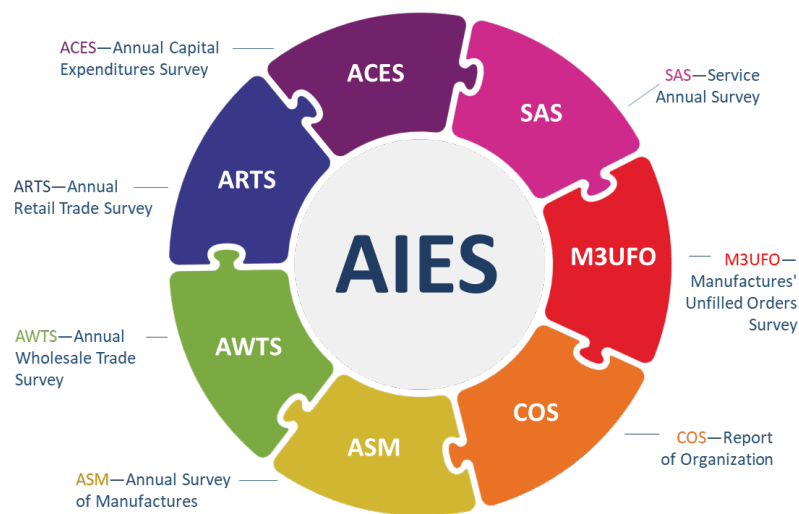 ACES—Annual Capital
Expenditures Survey
ACES
SAS
SAS—Service
Annual Survey
ARTS—Annual
Retail Trade Survey
ARTS
AIES
M3UFO
M3UFO—
Manufactures'
Unfilled Orders
Survey
AWTS—Annual
Wholesale Trade
Survey
AWTS
ASM
COS
COS—Report
of Organization
ASM—Annual Survey
of Manufactures